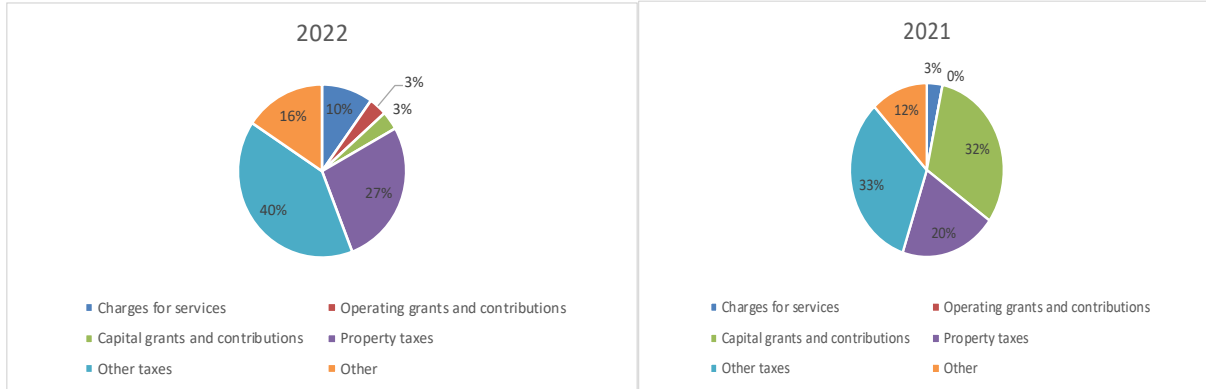 2022
3%
3%
10%
16%
27%
40%
Charges for services
Operating grants and contributions
Capital grants and contributions
Property taxes
Other taxes
Other
2021
3%
0%
12%
32%
33%
20%
Charges for services
Operating grants and contributions
Capital grants and contributions
Property taxes
Other taxes
Other